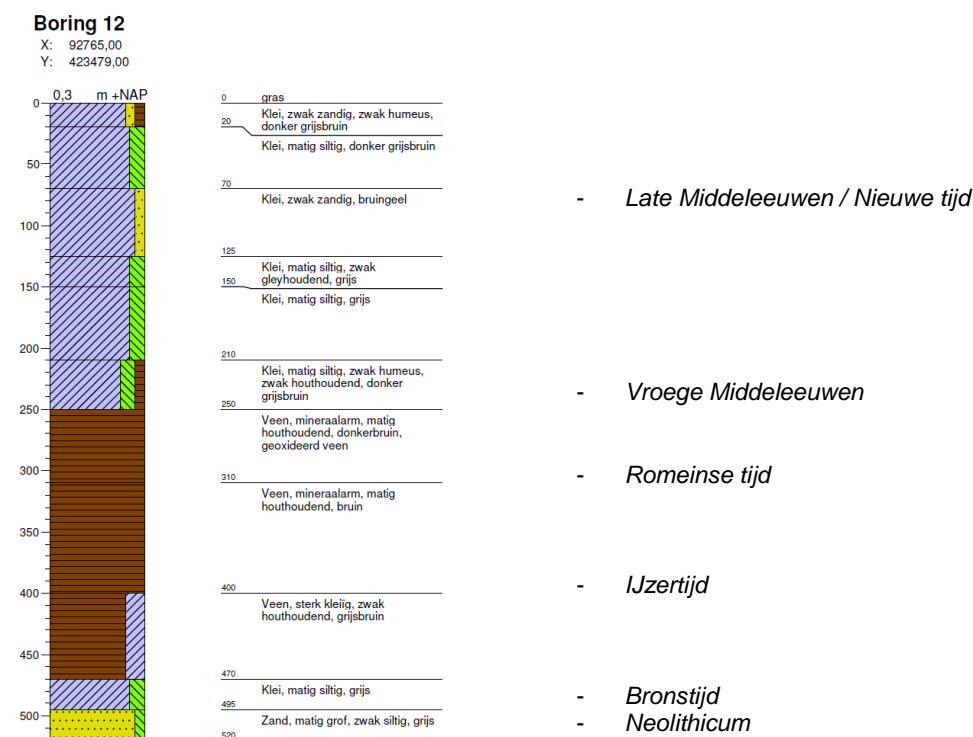 Boring 12
X: 92765,00
Y: 423479,00
0,3 m +NAP
0
50
100
150
200
250
300
350
400
450
500
0 gras
Klei, zwak zandig, zwak humeus,
donker grijsbruin
20
Klei, matig siltig, donker grijsbruin
70
Klei, zwak zandig, bruingeel
125
Klei, matig siltig, zwak
gleyhoudend, grijs
150
Klei, matig siltig, grijs
210
Klei, matig siltig, zwak humeus,
zwak houthoudend, donker
grijsbruin
250
Veen, mineraalarm, matig
houthoudend, donkerbruin,
geoxideerd veen
310
Veen, mineraalarm, matig
houthoudend, bruin
400
Veen, sterk kleiïg, zwak
houthoudend, grijsbruin
470
Klei, matig siltig, grijs
495
Zand, matig grof, zwak siltig, grijs
520
- Late Middeleeuwen / Nieuwe tijd
- Vroege Middeleeuwen
- Romeinse tijd
- IJzertijd
- Bronstijd
- Neolithicum